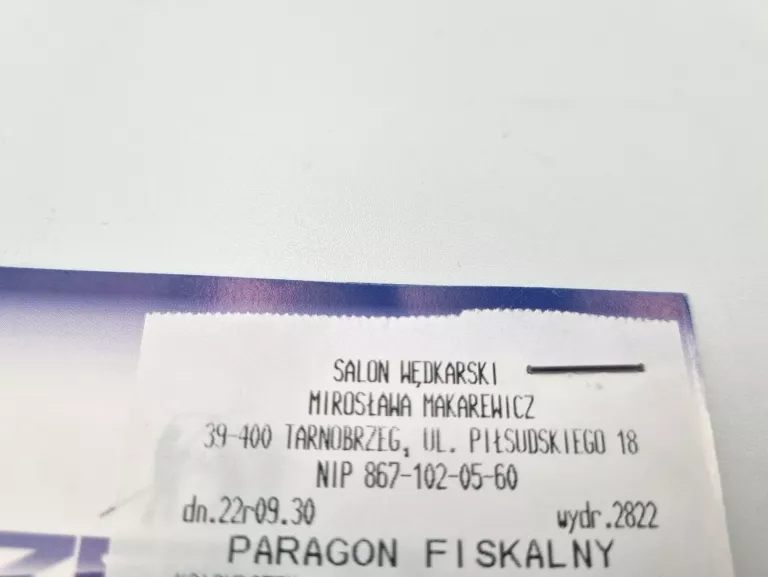 SALON WĘDKARSKI
MIROSŁAWA MAKAREWICZ
39-400 TARNOBRZEG, UL. PIŁSUDSKIEGO 18
NIP 867-102-05-60
dn.22r09.30 wydr.2822
PARAGON FISKALNY